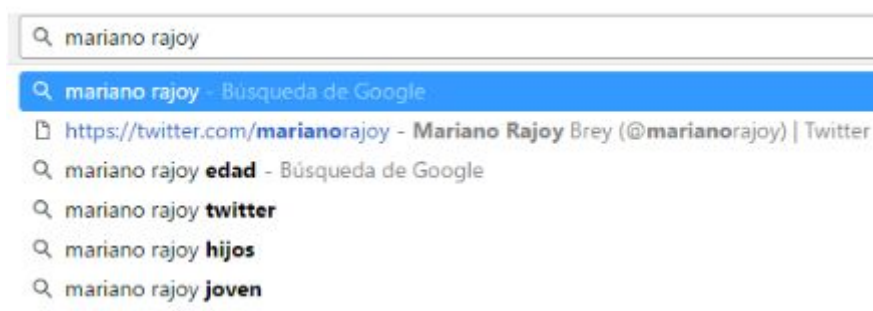 mariano rajoy
mariano rajoy - Búsqueda de Google
https://twitter.com/marianorajoy - Mariano Rajoy Brey (@marianorajoy) | Twitter
mariano rajoy edad - Búsqueda de Google
mariano rajoy twitter
mariano rajoy hijos
mariano rajoy joven